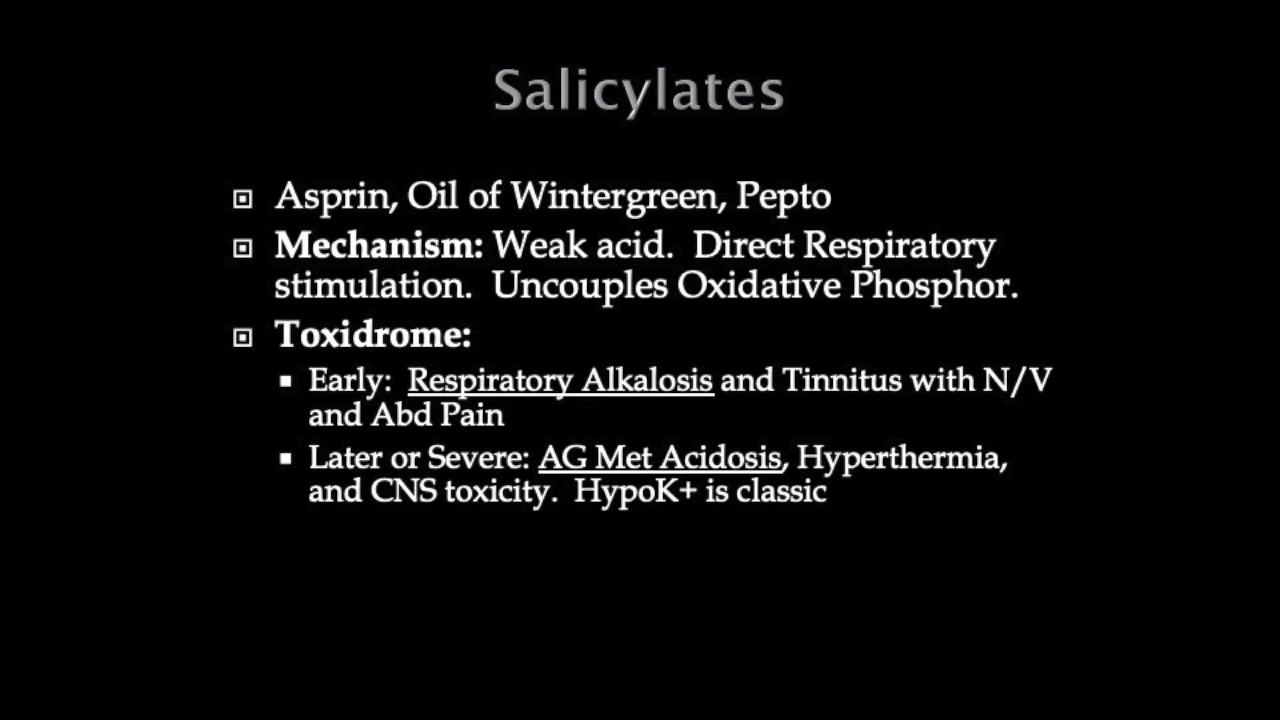 Salicylates
Asprin, Oil of Wintergreen, Pepto
Mechanism: Weak acid.  Direct Respiratory
stimulation.  Uncouples Oxidative Phosphor.
Toxidrome:
Early:  Respiratory Alkalosis and Tinnitus with N/V
and Abd Pain
Later or Severe: AG Met Acidosis, Hyperthermia,
and CNS toxicity.  HypoK+ is classic